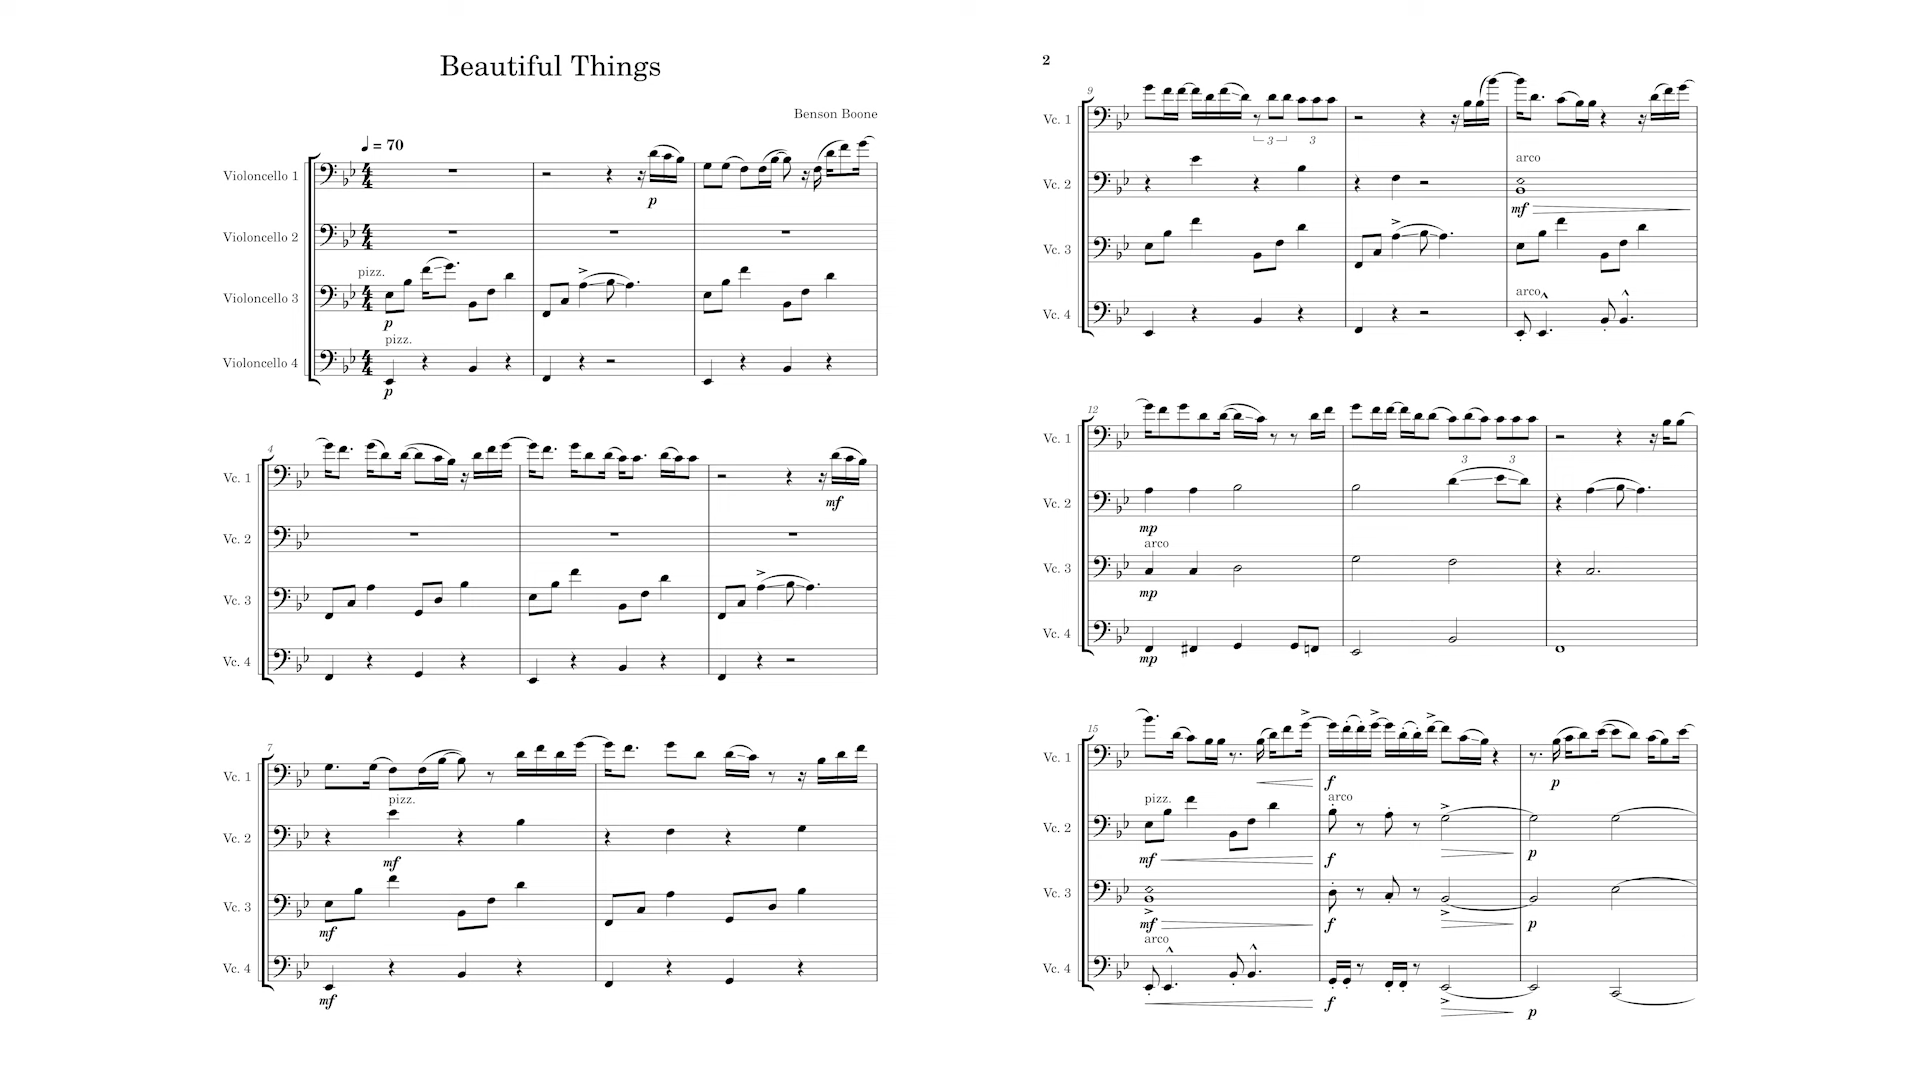 Beautiful Things
Benson Boone
♩ = 70
Violoncello 1
p
Violoncello 2
pizz.
Violoncello 3
p
pizz.
Violoncello 4
p
4
Vc. 1
mf
Vc. 2
Vc. 3
Vc. 4
7
Vc. 1
pizz.
Vc. 2
mf
Vc. 3
mf
Vc. 4
mf
2
9
Vc. 1
3 3
arco
Vc. 2
mf
Vc. 3
arco
Vc. 4
12
Vc. 1
3 3
Vc. 2
mp
arco
Vc. 3
mp
Vc. 4
mp
15
Vc. 1
f p
pizz. arco
Vc. 2
mf f p
Vc. 3
mf f p
arco
Vc. 4
f p